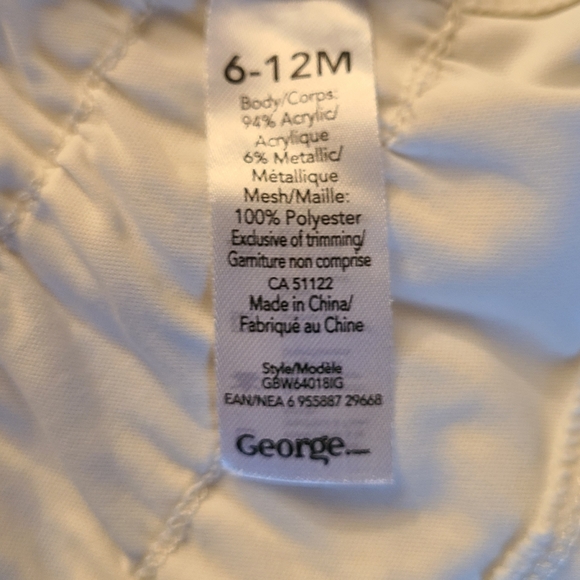 6-12M
Body/Corps:
94% Acrylic/
Acrylique
6% Metallic/
Métallique
Mesh/Maille:
100% Polyester
Exclusive of trimming/
Garniture non comprise
CA 51122
Made in China/
Fabriqué au Chine
Style/Modèle
GBW64018IG
EAN/NEA 6 955887 29668
George